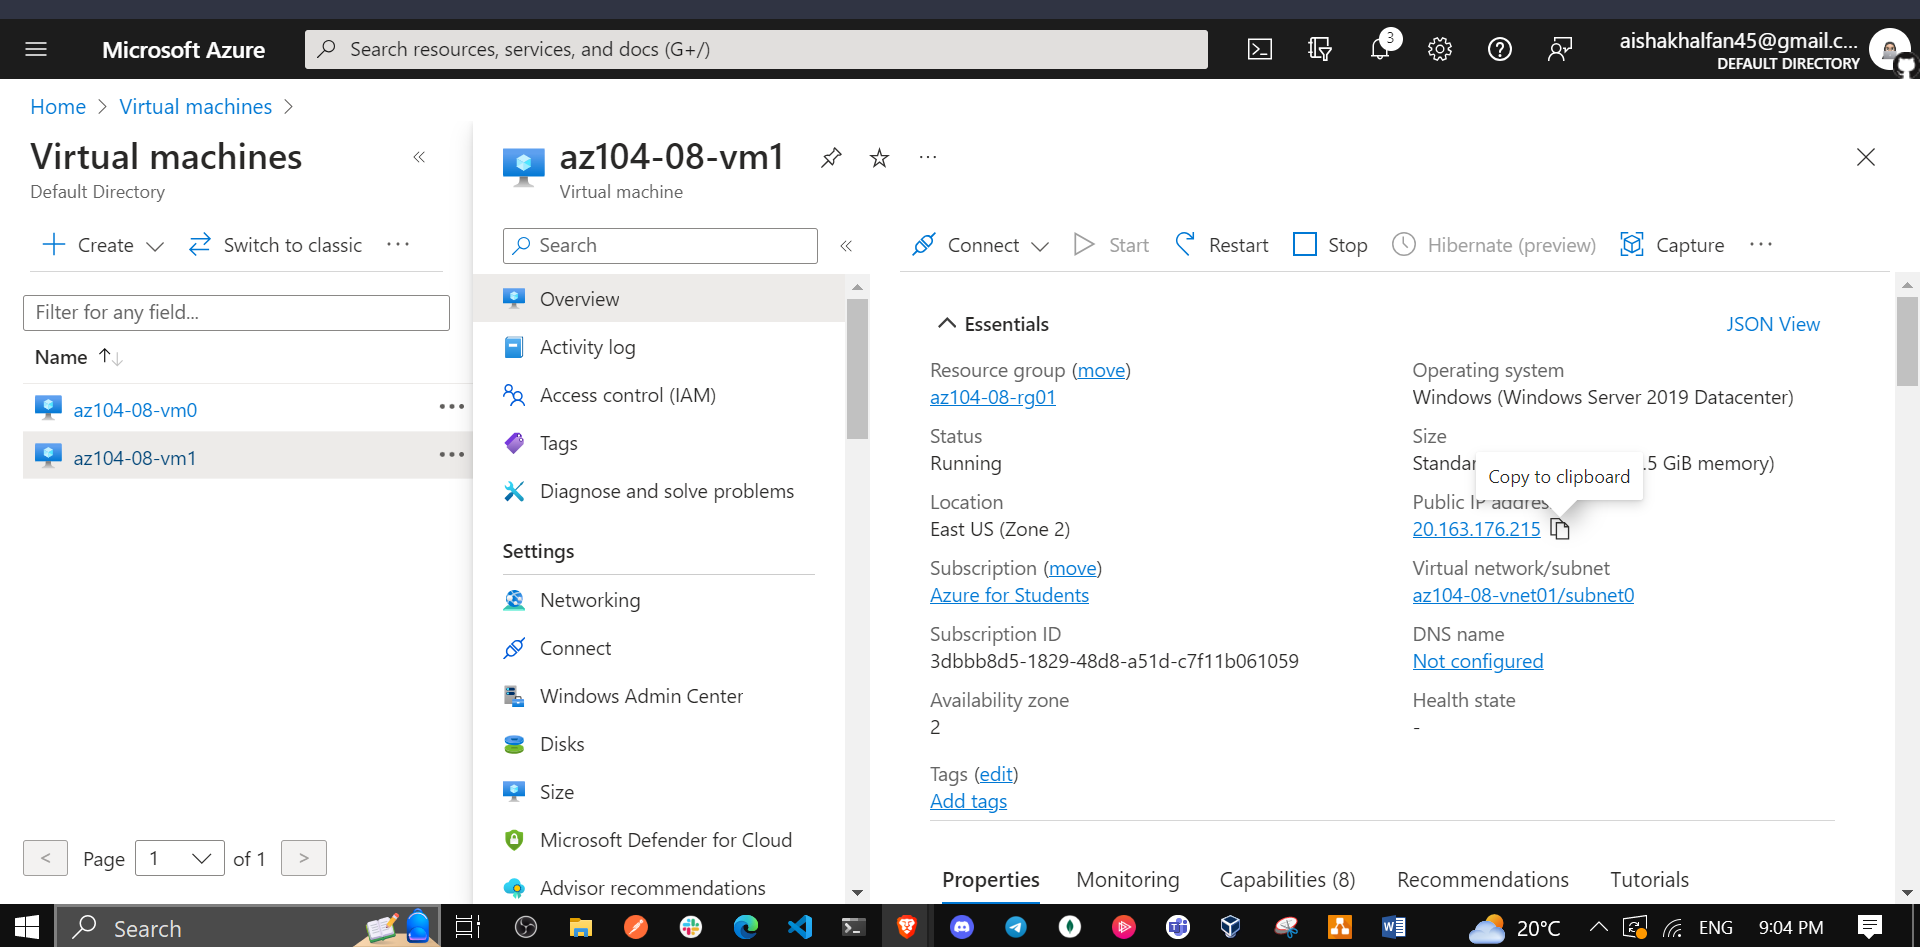 Microsoft Azure
Search resources, services, and docs (G+/)
3
aishakhalfan45@gmail.c...
DEFAULT DIRECTORY
Home
Virtual machines
Virtual machines
Default Directory
Create
Switch to classic
Filter for any field...
Name
az104-08-vm0
az104-08-vm1
< Page 1 of 1 >
az104-08-vm1
Virtual machine
Search
Overview
Activity log
Access control (IAM)
Tags
Diagnose and solve problems
Settings
Networking
Connect
Windows Admin Center
Disks
Size
Microsoft Defender for Cloud
Advisor recommendations
Connect
Start
Restart
Stop
Hibernate (preview)
Capture
Essentials
JSON View
Resource group (move)
az104-08-rg01
Status
Running
Location
East US (Zone 2)
Subscription (move)
Azure for Students
Subscription ID
3dbbb8d5-1829-48d8-a51d-c7f11b061059
Availability zone
2
Operating system
Windows (Windows Server 2019 Datacenter)
Size
.5 GiB memory)
Copy to clipboard
Public IP
20.163.176.215
Virtual network/subnet
az104-08-vnet01/subnet0
DNS name
Not configured
Health state
-
Tags (edit)
Add tags
Properties
Monitoring
Capabilities (8)
Recommendations
Tutorials
Search
20°C
ENG
9:04 PM